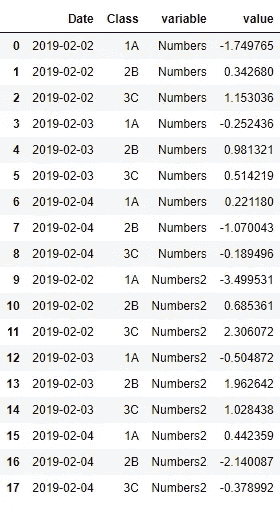 Date Class variable value
0 2019-02-02 1A Numbers -1.749765
1 2019-02-02 2B Numbers 0.342680
2 2019-02-02 3C Numbers 1.153036
3 2019-02-03 1A Numbers -0.252436
4 2019-02-03 2B Numbers 0.981321
5 2019-02-03 3C Numbers 0.514219
6 2019-02-04 1A Numbers 0.221180
7 2019-02-04 2B Numbers -1.070043
8 2019-02-04 3C Numbers -0.189496
9 2019-02-02 1A Numbers2 -3.499531
10 2019-02-02 2B Numbers2 0.685361
11 2019-02-02 3C Numbers2 2.306072
12 2019-02-03 1A Numbers2 -0.504872
13 2019-02-03 2B Numbers2 1.962642
14 2019-02-03 3C Numbers2 1.028438
15 2019-02-04 1A Numbers2 0.442359
16 2019-02-04 2B Numbers2 -2.140087
17 2019-02-04 3C Numbers2 -0.378992